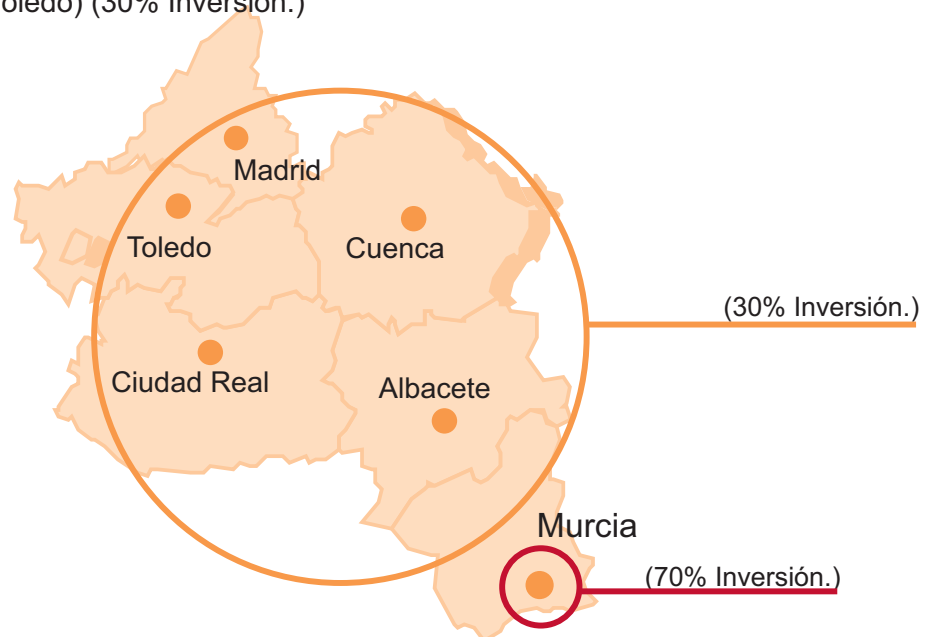 oledo) (30% Inversión.)
Madrid
Toledo
Cuenca
(30% Inversión.)
Ciudad Real
Albacete
Murcia
(70% Inversión.)